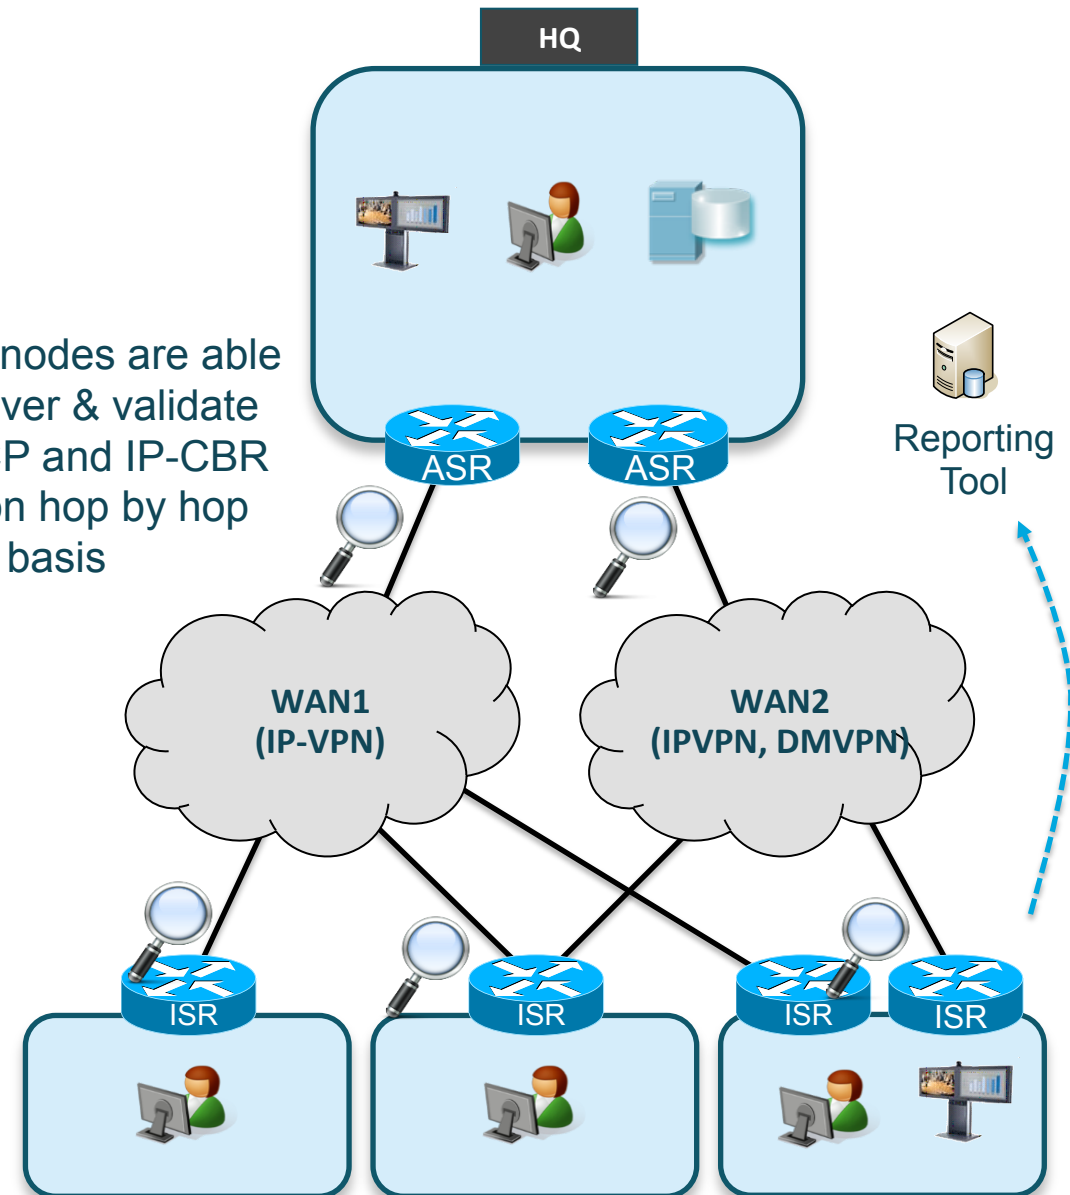 HQ
nodes are able
ver & validate
P and IP-CBR
on hop by hop
basis
ASR
ASR
Reporting
Tool
WAN1
(IP-VPN)
WAN2
(IPVPN, DMVPN)
ISR
ISR
ISR
ISR